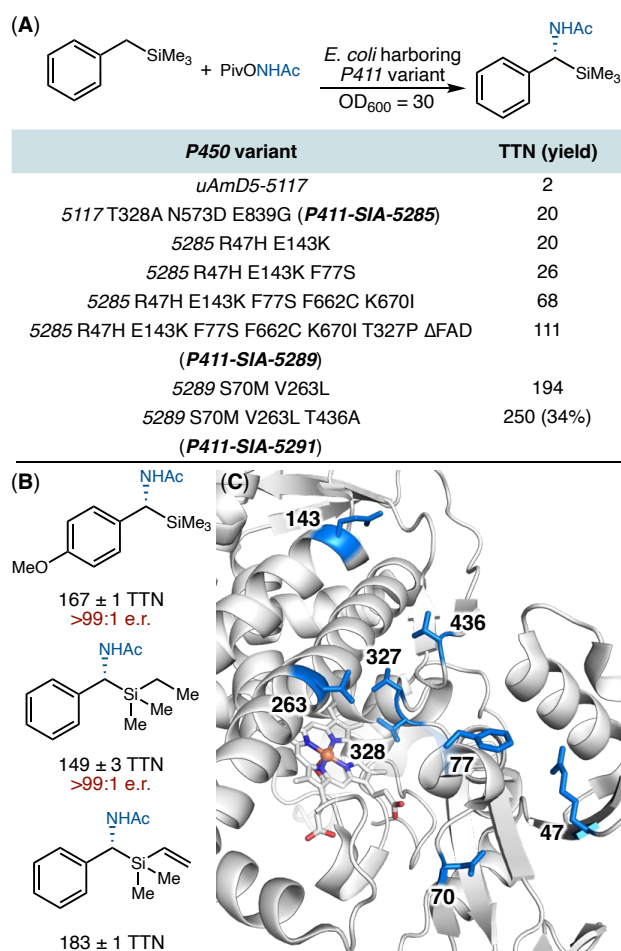 (A)
SiMe3
+ PivONHAc
E. coli harboring
P411 variant
OD600 = 30
NHAc
SiMe3
P450 variant TTN (yield)
uAmD5-5117 2
5117 T328A N573D E839G (P411-SIA-5285) 20
5285 R47H E143K 20
5285 R47H E143K F77S 26
5285 R47H E143K F77S F662C K670I 68
5285 R47H E143K F77S F662C K670I T327P ΔFAD 111
(P411-SIA-5289)
5289 S70M V263L 194
5289 S70M V263L T436A 250 (34%)
(P411-SIA-5291)
(B)
NHAc
SiMe3
MeO
167 ± 1 TTN
>99:1 e.r.
NHAc
Si Me
Me Me
149 ± 3 TTN
>99:1 e.r.
NHAc
Si
Me Me
183 ± 1 TTN
(C)
143
436
327
263
328
77
47
70